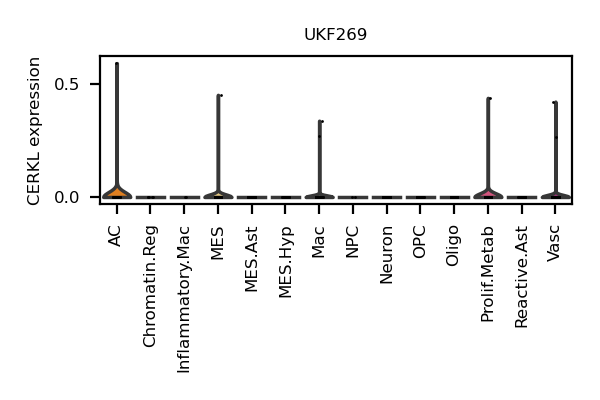 UKF269
CERKL expression
0.5
0.0
AC
Chromatin.Reg
Inflammatory.Mac
MES
MES.Ast
MES.Hyp
Mac
NPC
Neuron
OPC
Oligo
Prolif.Metab
Reactive.Ast
Vasc